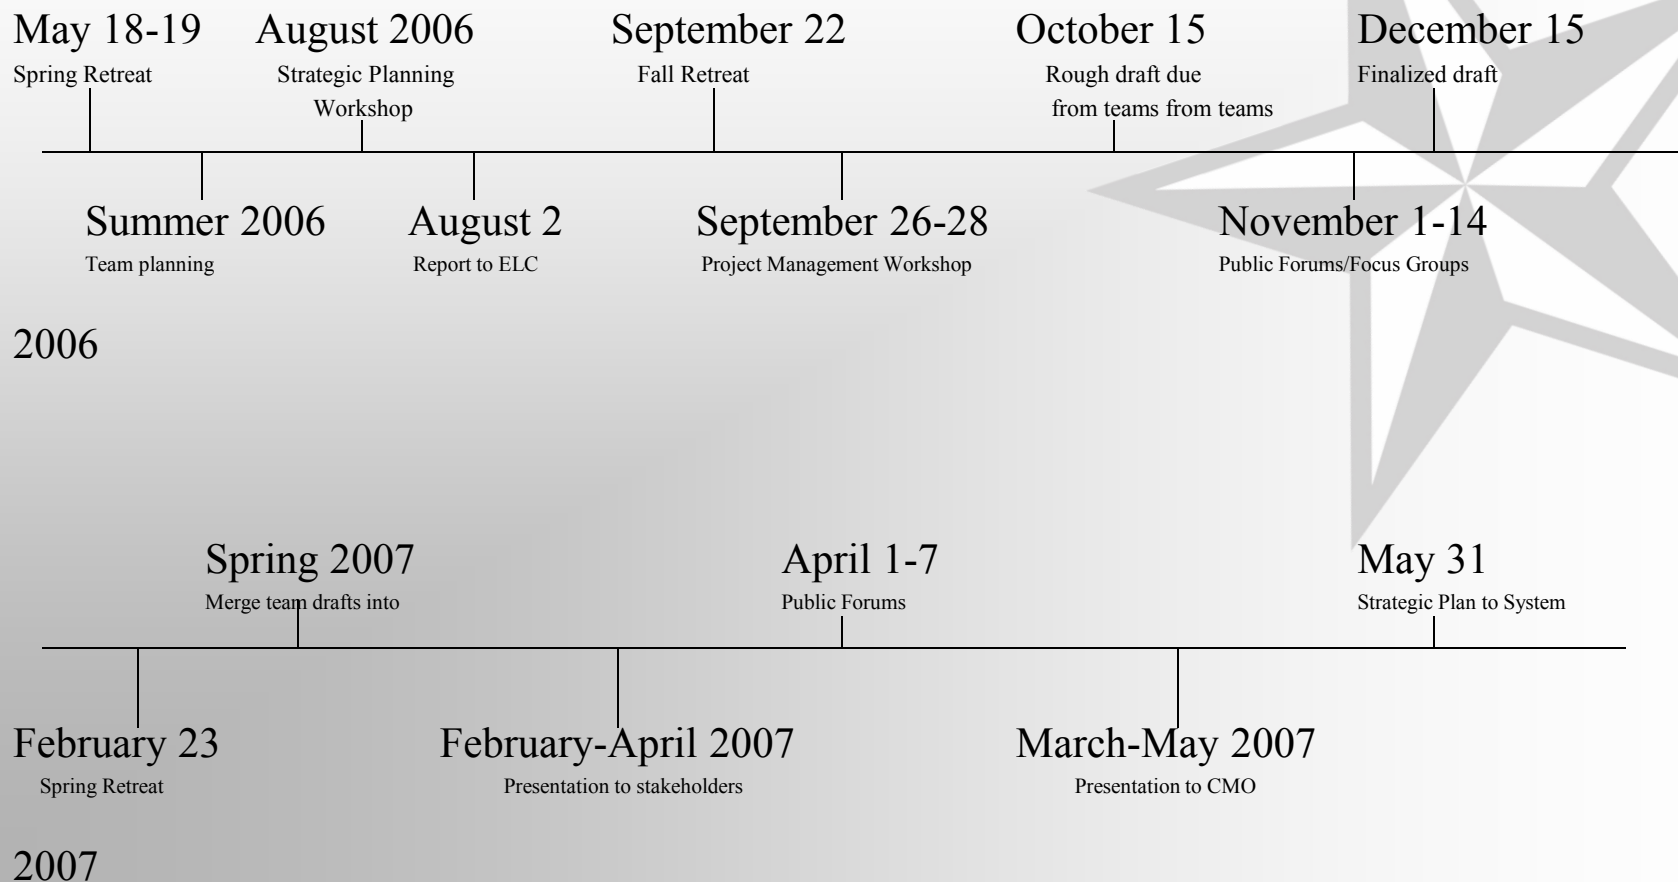 May 18-19
Spring Retreat
August 2006
Strategic Planning
Workshop
September 22
Fall Retreat
October 15
Rough draft due
from teams from teams
December 15
Finalized draft
Summer 2006
Team planning
August 2
Report to ELC
September 26-28
Project Management Workshop
November 1-14
Public Forums/Focus Groups
2006
Spring 2007
Merge team drafts into
April 1-7
Public Forums
May 31
Strategic Plan to System
February 23
Spring Retreat
February-April 2007
Presentation to stakeholders
March-May 2007
Presentation to CMO
2007